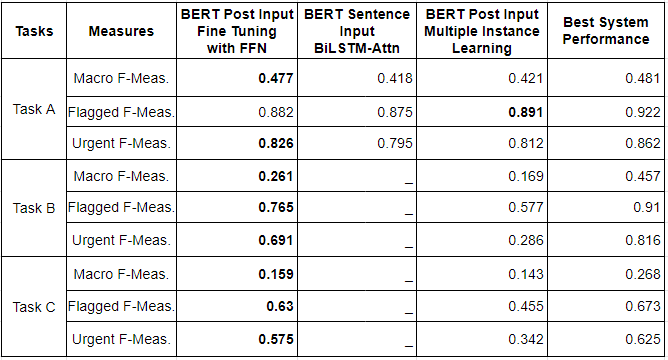 Tasks Measures BERT Post Input Fine Tuning with FFN BERT Sentence Input BiLSTM-Attn BERT Post Input Multiple Instance Learning Best System Performance
Task A Macro F-Meas. 0.477 0.418 0.421 0.481
Flagged F-Meas. 0.882 0.875 0.891 0.922
Urgent F-Meas. 0.826 0.795 0.812 0.862
Task B Macro F-Meas. 0.261 _ 0.169 0.457
Flagged F-Meas. 0.765 _ 0.577 0.91
Urgent F-Meas. 0.691 _ 0.286 0.816
Task C Macro F-Meas. 0.159 _ 0.143 0.268
Flagged F-Meas. 0.63 _ 0.455 0.673
Urgent F-Meas. 0.575 _ 0.342 0.625